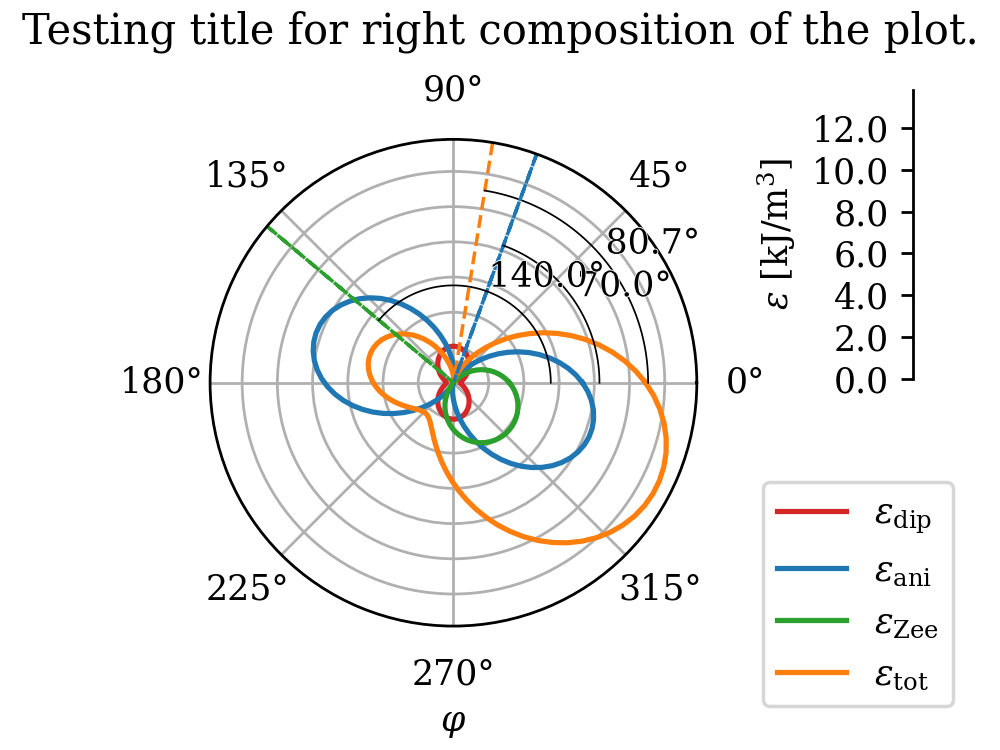 Testing title for right composition of the plot.
90°
135°
45°
180°
0°
225°
315°
270°
φ
80.7°
140.0°
70.0°
ε [kJ/m³]
12.0
10.0
8.0
6.0
4.0
2.0
0.0
ε_dip
ε_ani
ε_Zee
ε_tot